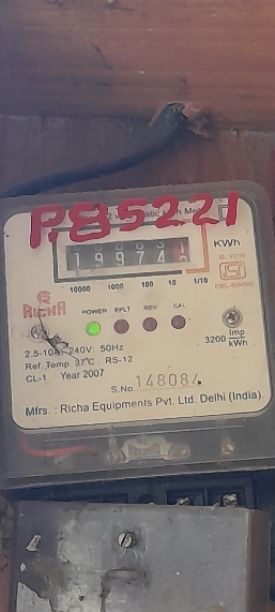 P.85221
KWh
19974
10000 1000 100 10 1/10
RICHA
POWER E/LT REV CAL
3200 Imp/kWh
2.5-10A 240V: 50Hz
Ref. Temp 27°C RS-12
CL-1 Year 2007
S.No. 148084
Mfrs. : Richa Equipments Pvt. Ltd. Delhi (India)